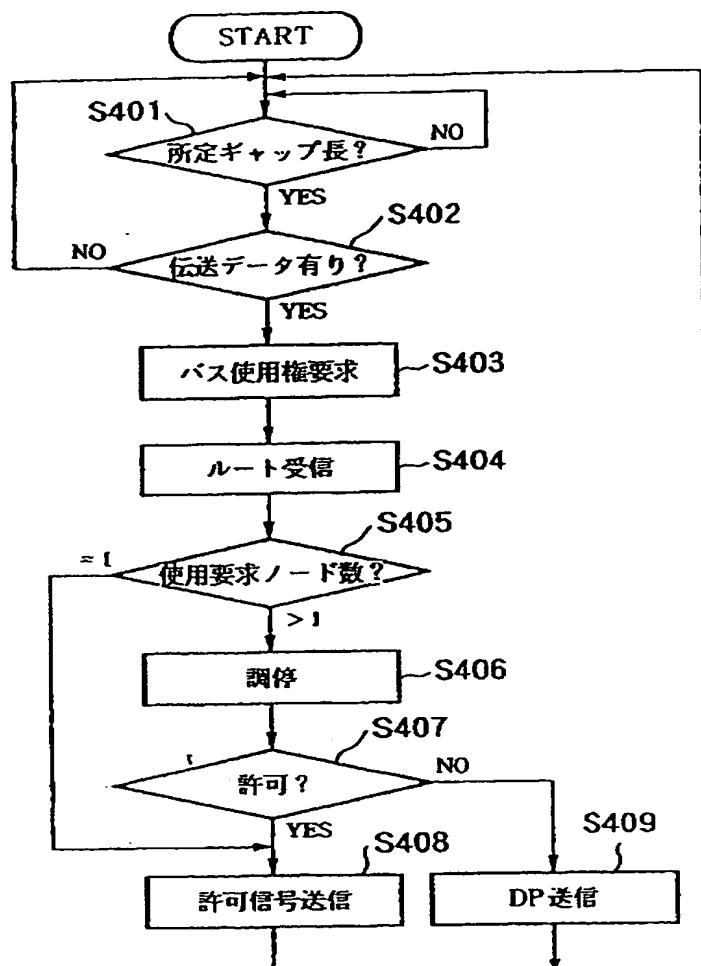 START
S401
所定ギャップ長?
NO
YES
S402
伝送データ有り?
NO
YES
バス使用権要求
S403
ルート受信
S404
S405
使用要求ノード数?
= 1
> 1
調停
S406
S407
許可?
NO
YES
S408
許可信号送信
S409
DP送信